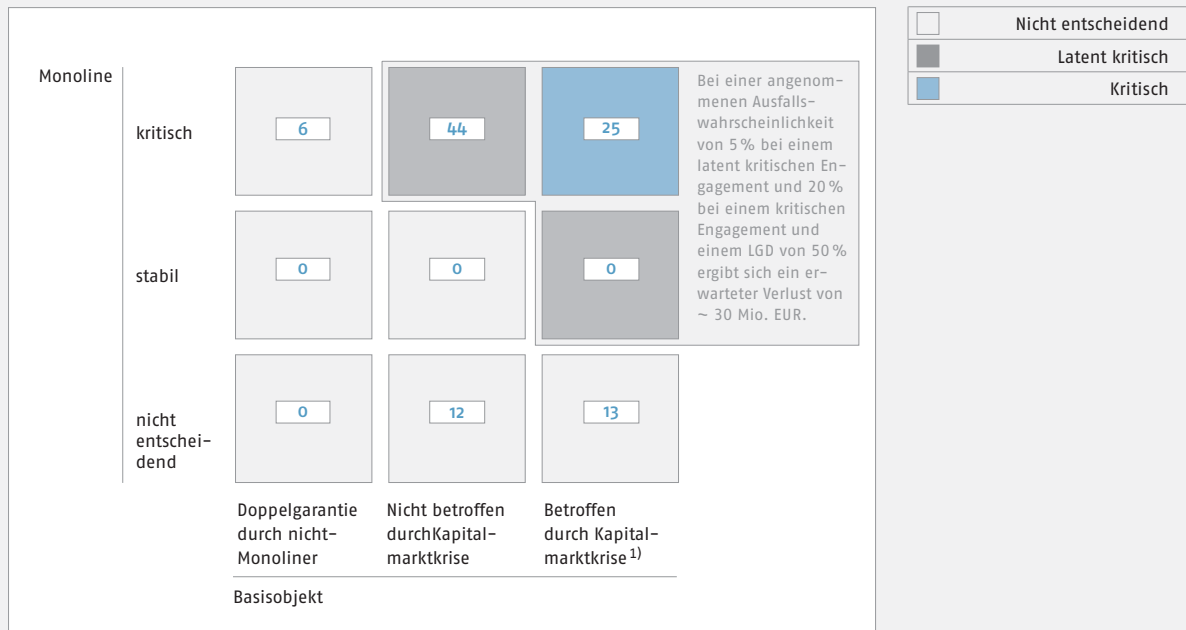 Nicht entscheidend
Latent kritisch
Kritisch
Monoline
kritisch
6
44
25
Bei einer angenom-
menen Ausfalls-
wahrscheinlichkeit
von 5 % bei einem
latent kritischen En-
gagement und 20 %
bei einem kritischen
Engagement und
einem LGD von 50 %
ergibt sich ein er-
warteter Verlust von
~ 30 Mio. EUR.
stabil
0
0
0
nicht
entschei-
dend
0
12
13
Doppelgarantie
durch nicht-
Monoliner
Nicht betroffen
durchKapital-
marktkrise
Betroffen
durch Kapital-
marktkrise 1)
Basisobjekt